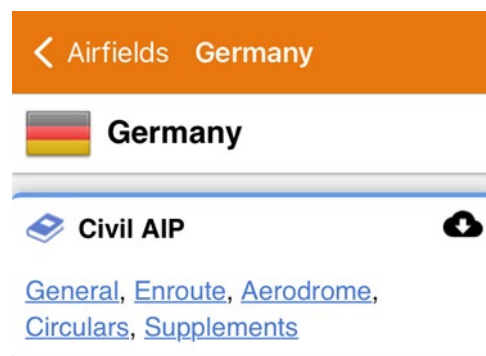 Airfields Germany
Germany
Civil AIP
General, Enroute, Aerodrome,
Circulars, Supplements